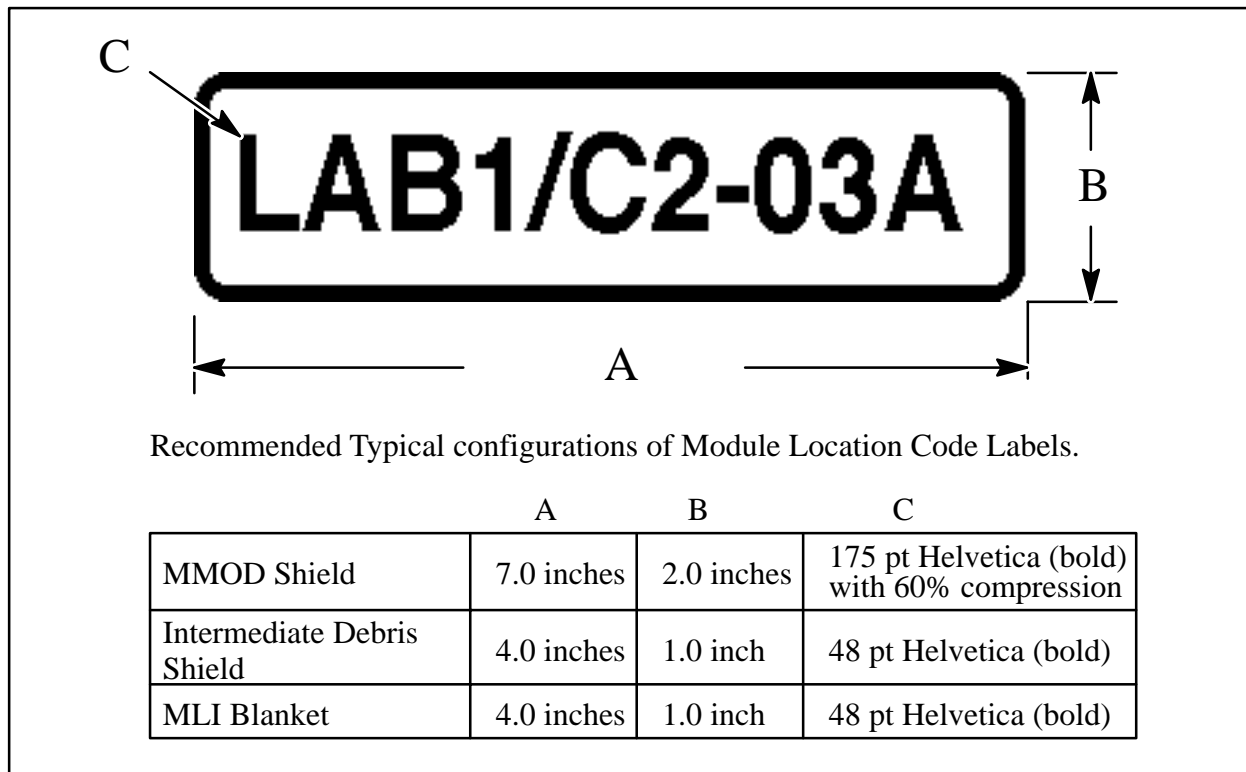 C
LAB1/C2-03A
B
A
Recommended Typical configurations of Module Location Code Labels.
A B C
MMOD Shield 7.0 inches 2.0 inches 175 pt Helvetica (bold)
with 60% compression
Intermediate Debris
Shield 4.0 inches 1.0 inch 48 pt Helvetica (bold)
MLI Blanket 4.0 inches 1.0 inch 48 pt Helvetica (bold)